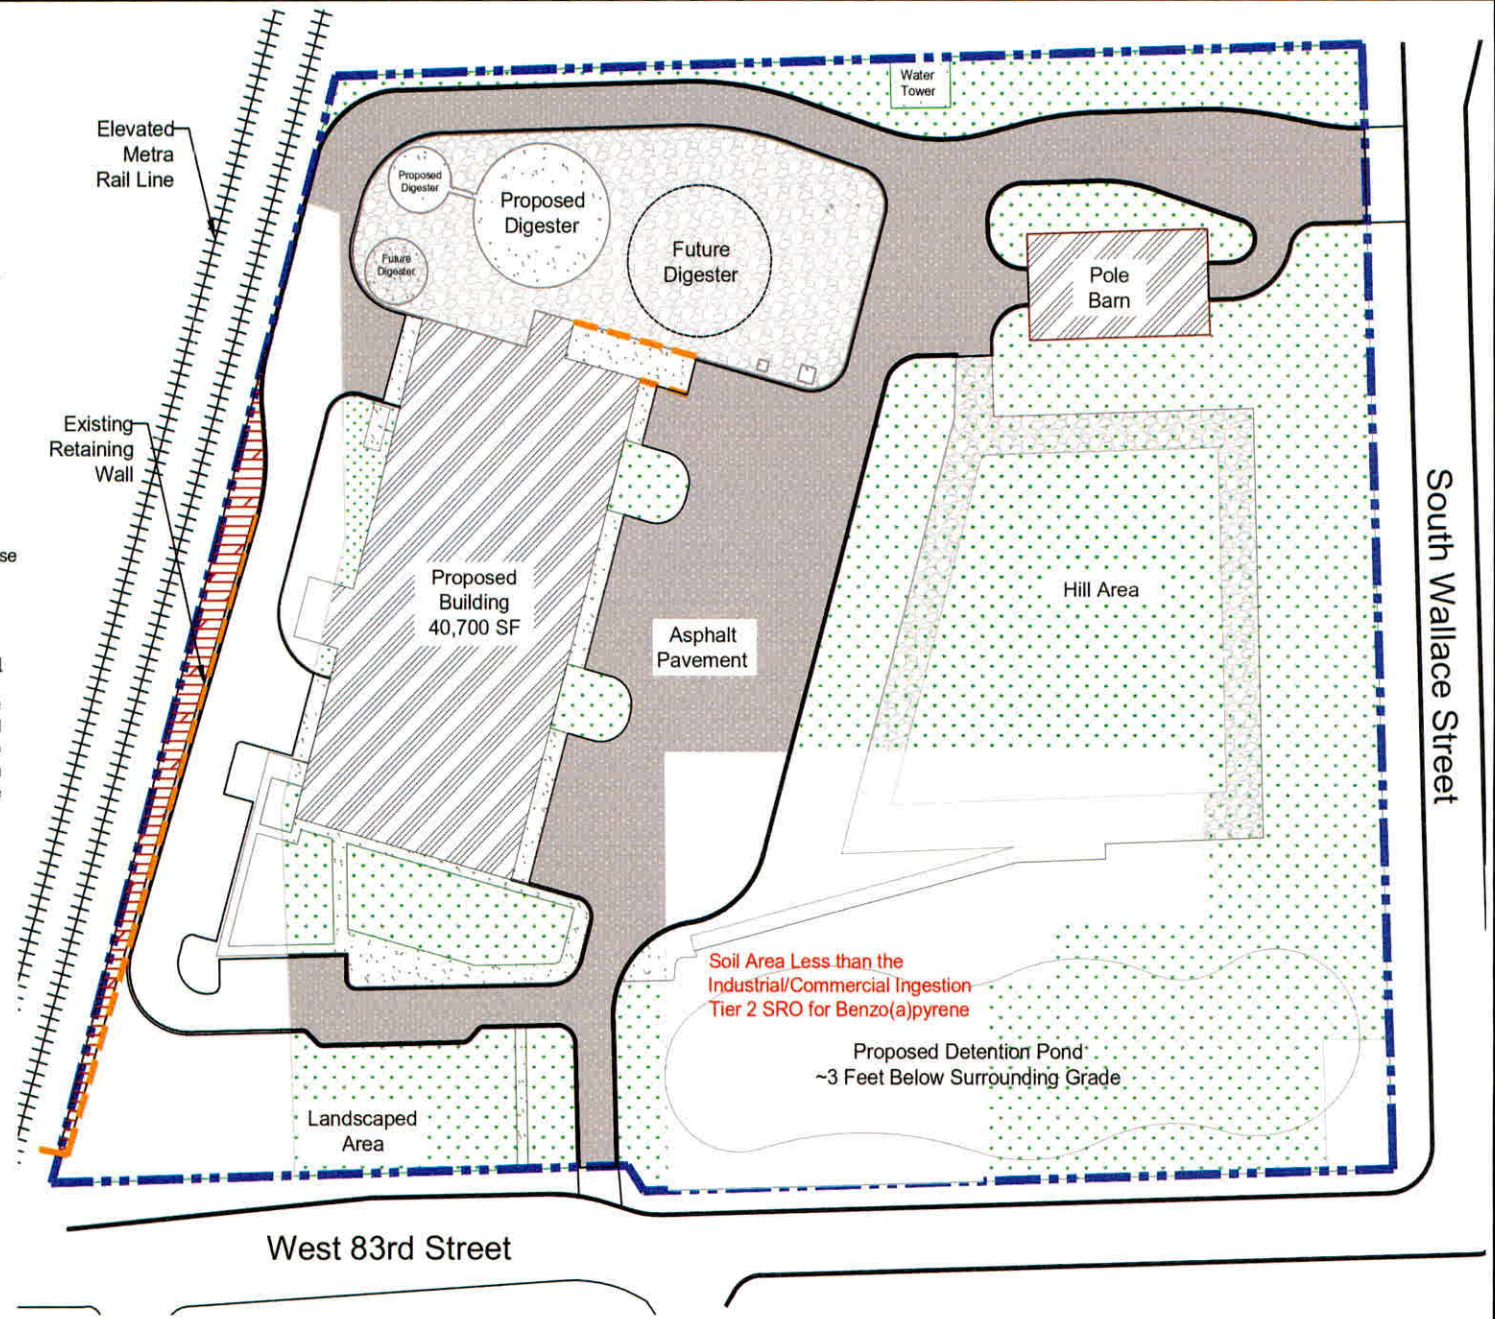 Water
Tower
Elevated
Metra
Rail Line
Proposed
Digester
Proposed
Digester
Future
Digester
Future
Digester
Pole
Barn
Existing
Retaining
Wall
se
Proposed
Building
40,700 SF
Asphalt
Pavement
Hill Area
South Wallace Street
Soil Area Less than the
Industrial/Commercial Ingestion
Tier 2 SRO for Benzo(a)pyrene
Proposed Detention Pond
~3 Feet Below Surrounding Grade
Landscaped
Area
West 83rd Street